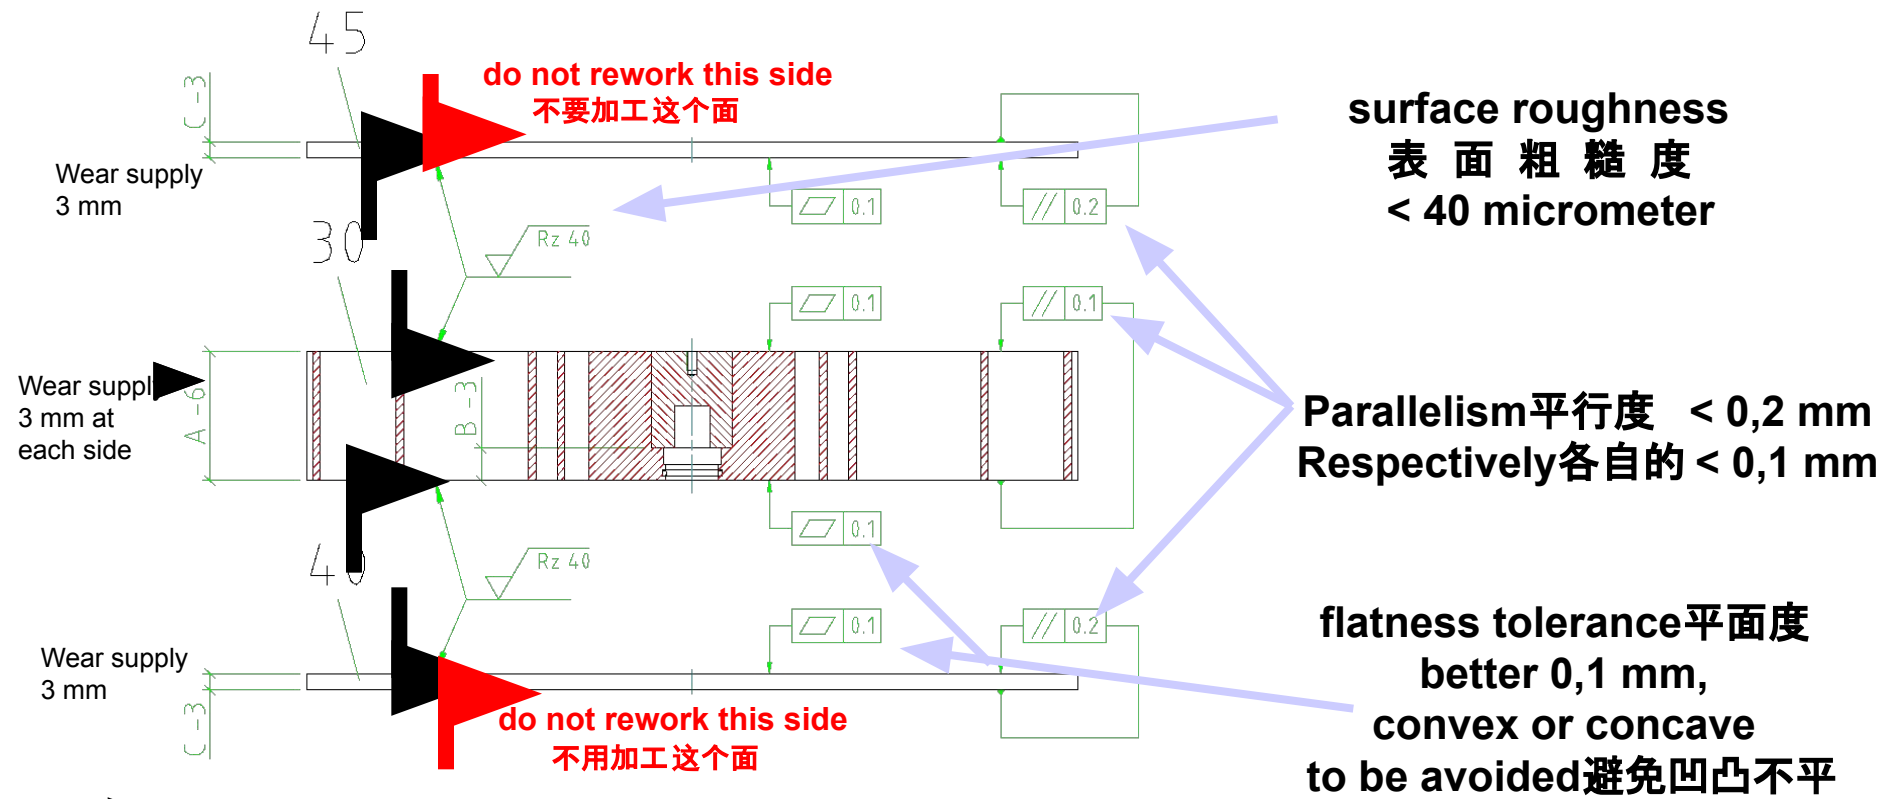 45
do not rework this side
不要加工这个面
C-3
Wear supply
3 mm
surface roughness
表 面 粗 糙 度
< 40 micrometer
0.1
// 0.2
30
Rz 40
0.1
// 0.1
Wear supply
3 mm at
each side
A-6
B-3
Parallelism平行度 < 0,2 mm
Respectively各自的 < 0,1 mm
0.1
Rz 40
0.1
// 0.2
Wear supply
3 mm
C-3
do not rework this side
不用加工这个面
flatness tolerance平面度
better 0,1 mm,
convex or concave
to be avoided避免凹凸不平